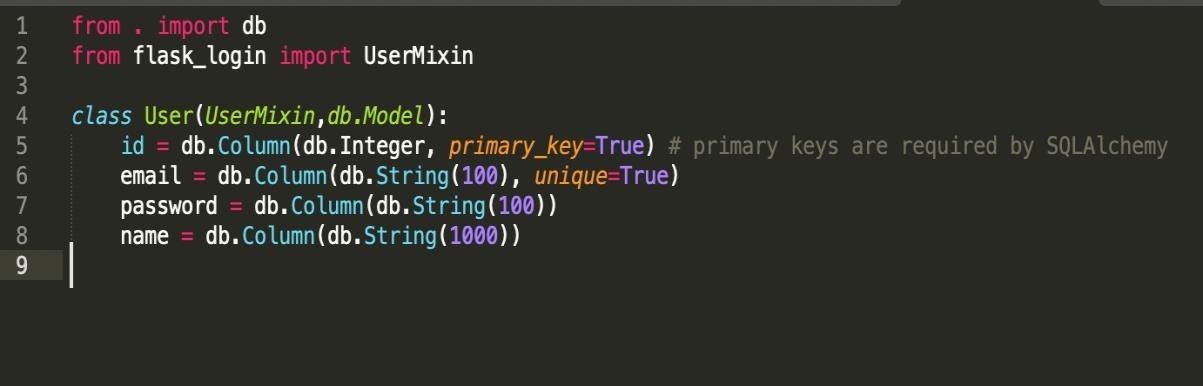 1 from . import db
2 from flask_login import UserMixin
3
4 class User(UserMixin,db.Model):
5     id = db.Column(db.Integer, primary_key=True) # primary keys are required by SQLAlchemy
6     email = db.Column(db.String(100), unique=True)
7     password = db.Column(db.String(100))
8     name = db.Column(db.String(1000))
9